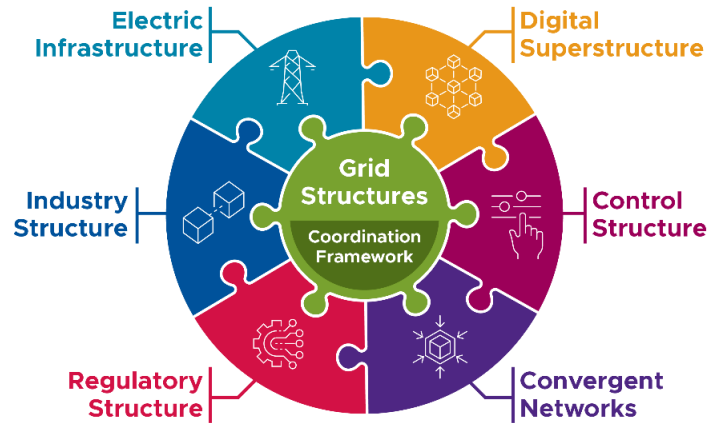 Electric
Infrastructure
Digital
Superstructure
Grid
Structures
Coordination
Framework
Industry
Structure
Control
Structure
Regulatory
Structure
Convergent
Networks